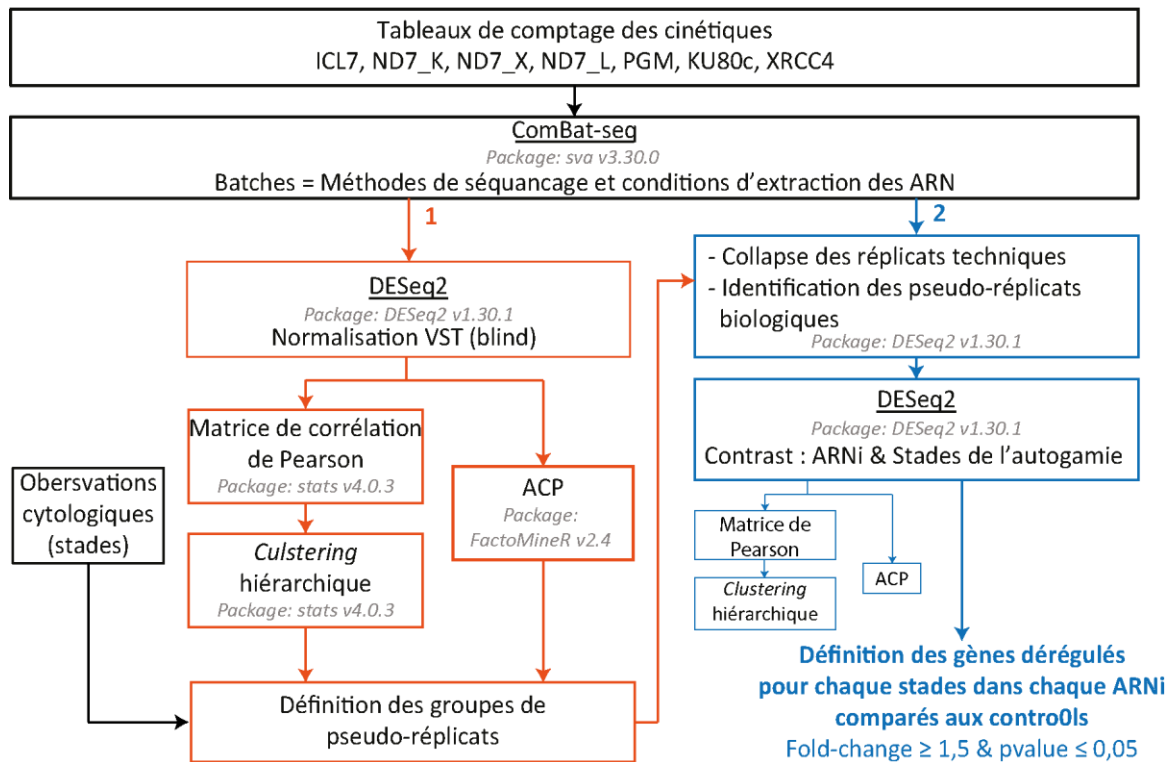 Tableaux de comptage des cinétiques
ICL7, ND7_K, ND7_X, ND7_L, PGM, KU80c, XRCC4
ComBat-seq
Package: sva v3.30.0
Batches = Méthodes de séquancage et conditions d'extraction des ARN
1
2
DESeq2
Package: DESeq2 v1.30.1
Normalisation VST (blind)
- Collapse des réplicats techniques
- Identification des pseudo-réplicats
biologiques
Package: DESeq2 v1.30.1
Matrice de corrélation
de Pearson
Package: stats v4.0.3
ACP
Package:
FactoMineR v2.4
DESeq2
Package: DESeq2 v1.30.1
Contrast : ARNi & Stades de l'autogamie
Obersvations
cytologiques
(stades)
Culstering
hiérarchique
Package: stats v4.0.3
Matrice de
Pearson
ACP
Clustering
hiérarchique
Définition des groupes de
pseudo-réplicats
Définition des gènes dérégulés
pour chaque stades dans chaque ARNi
comparés aux contro0ls
Fold-change ≥ 1,5 & pvalue ≤ 0,05